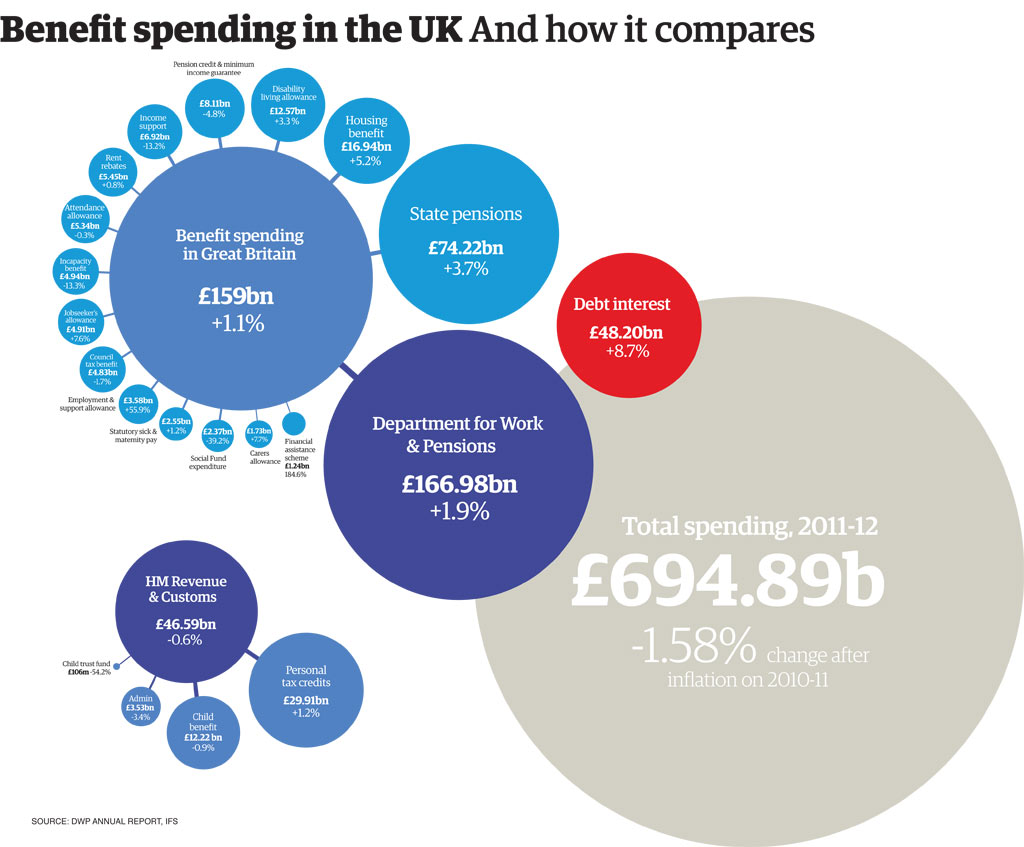 Benefit spending in the UK And how it compares
Pension credit & minimum
income guarantee
£8.11bn
-4.8%
Disability
living allowance
£12.57bn
+3.3 %
Housing
benefit
£16.94bn
+5.2%
Income
support
£6.92bn
-13.2%
Rent
rebates
£5.45bn
+0.8%
Attendance
allowance
£5.34bn
-0.3%
Incapacity
benefit
£4.94bn
-13.3%
Jobseeker's
allowance
£4.91bn
+7.6%
Council
tax benefit
£4.83bn
-1.7%
Employment &
support allowance
£3.58bn
+55.9%
Statutory sick &
maternity pay
£2.55bn
+1.2%
Social Fund
expenditure
£2.37bn
-39.2%
Carers
allowance
£1.73bn
+7.7%
Financial
assistance
scheme
£1.24bn
184.6%
Benefit spending
in Great Britain
£159bn
+1.1%
State pensions
£74.22bn
+3.7%
Debt interest
£48.20bn
+8.7%
Department for Work
& Pensions
£166.98bn
+1.9%
Total spending, 2011-12
£694.89b
-1.58% change after
inflation on 2010-11
HM Revenue
& Customs
£46.59bn
-0.6%
Child trust fund
£106m -54.2%
Admin
£3.53bn
-3.4%
Child
benefit
£12.22 bn
-0.9%
Personal
tax credits
£29.91bn
+1.2%
SOURCE: DWP ANNUAL REPORT, IFS